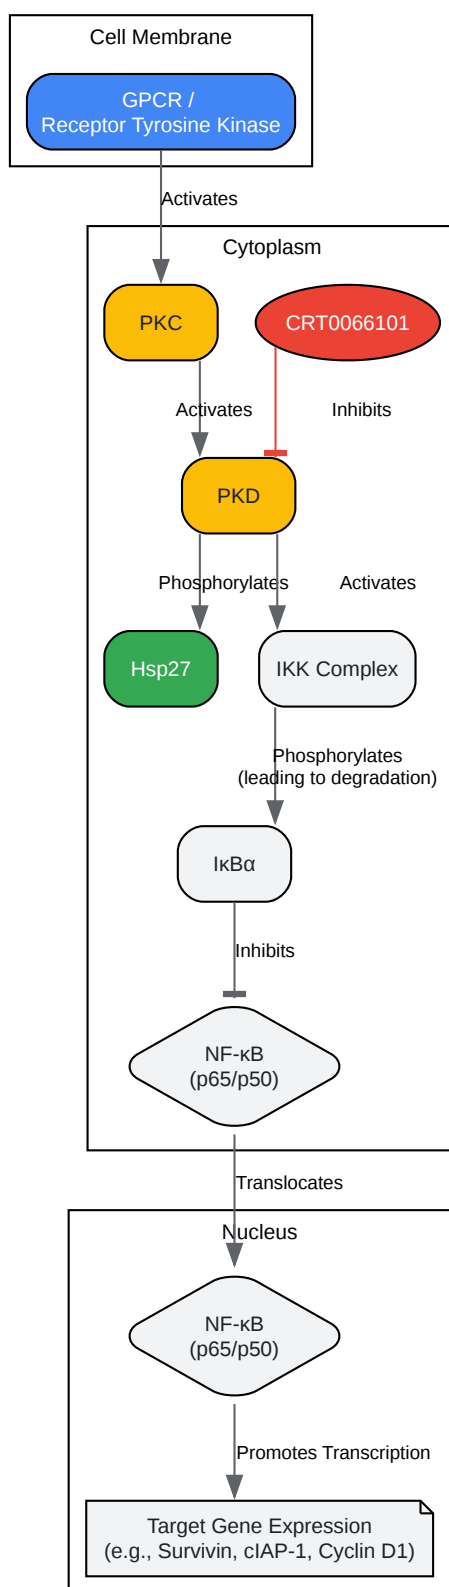 Cell Membrane
GPCR /
Receptor Tyrosine Kinase
Activates
Cytoplasm
PKC
CRT0066101
Activates
Inhibits
PKD
Phosphorylates
Activates
Hsp27
IKK Complex
Phosphorylates
(leading to degradation)
IκBα
Inhibits
NF-κB
(p65/p50)
Translocates
Nucleus
NF-κB
(p65/p50)
Promotes Transcription
Target Gene Expression
(e.g., Survivin, cIAP-1, Cyclin D1)